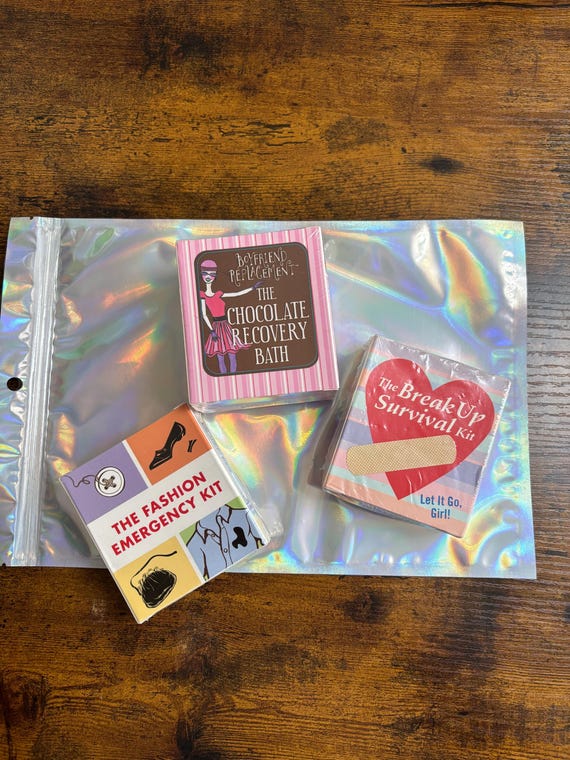 BOYFRIEND
REPLACEMENT
THE
CHOCOLATE
RECOVERY
BATH
The Break Up
Survival Kit
Let It Go,
Girl!
THE FASHION
EMERGENCY KIT